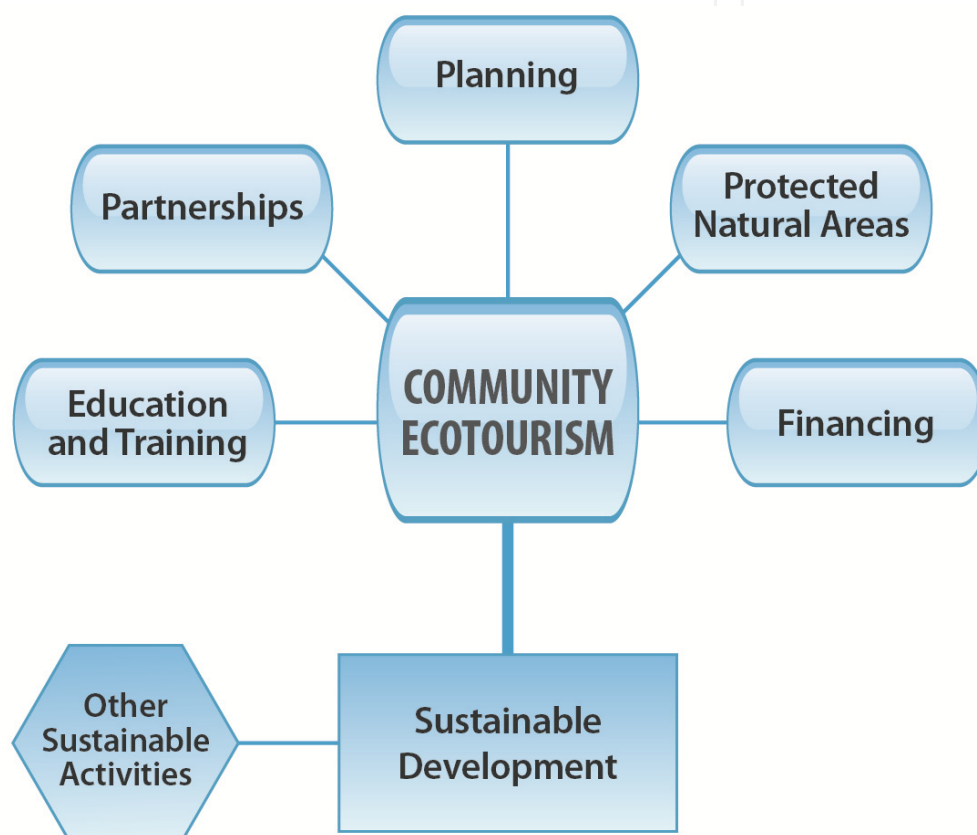 Planning
Partnerships
Protected
Natural Areas
COMMUNITY
ECOTOURISM
Education
and Training
Financing
Sustainable
Development
Other
Sustainable
Activities